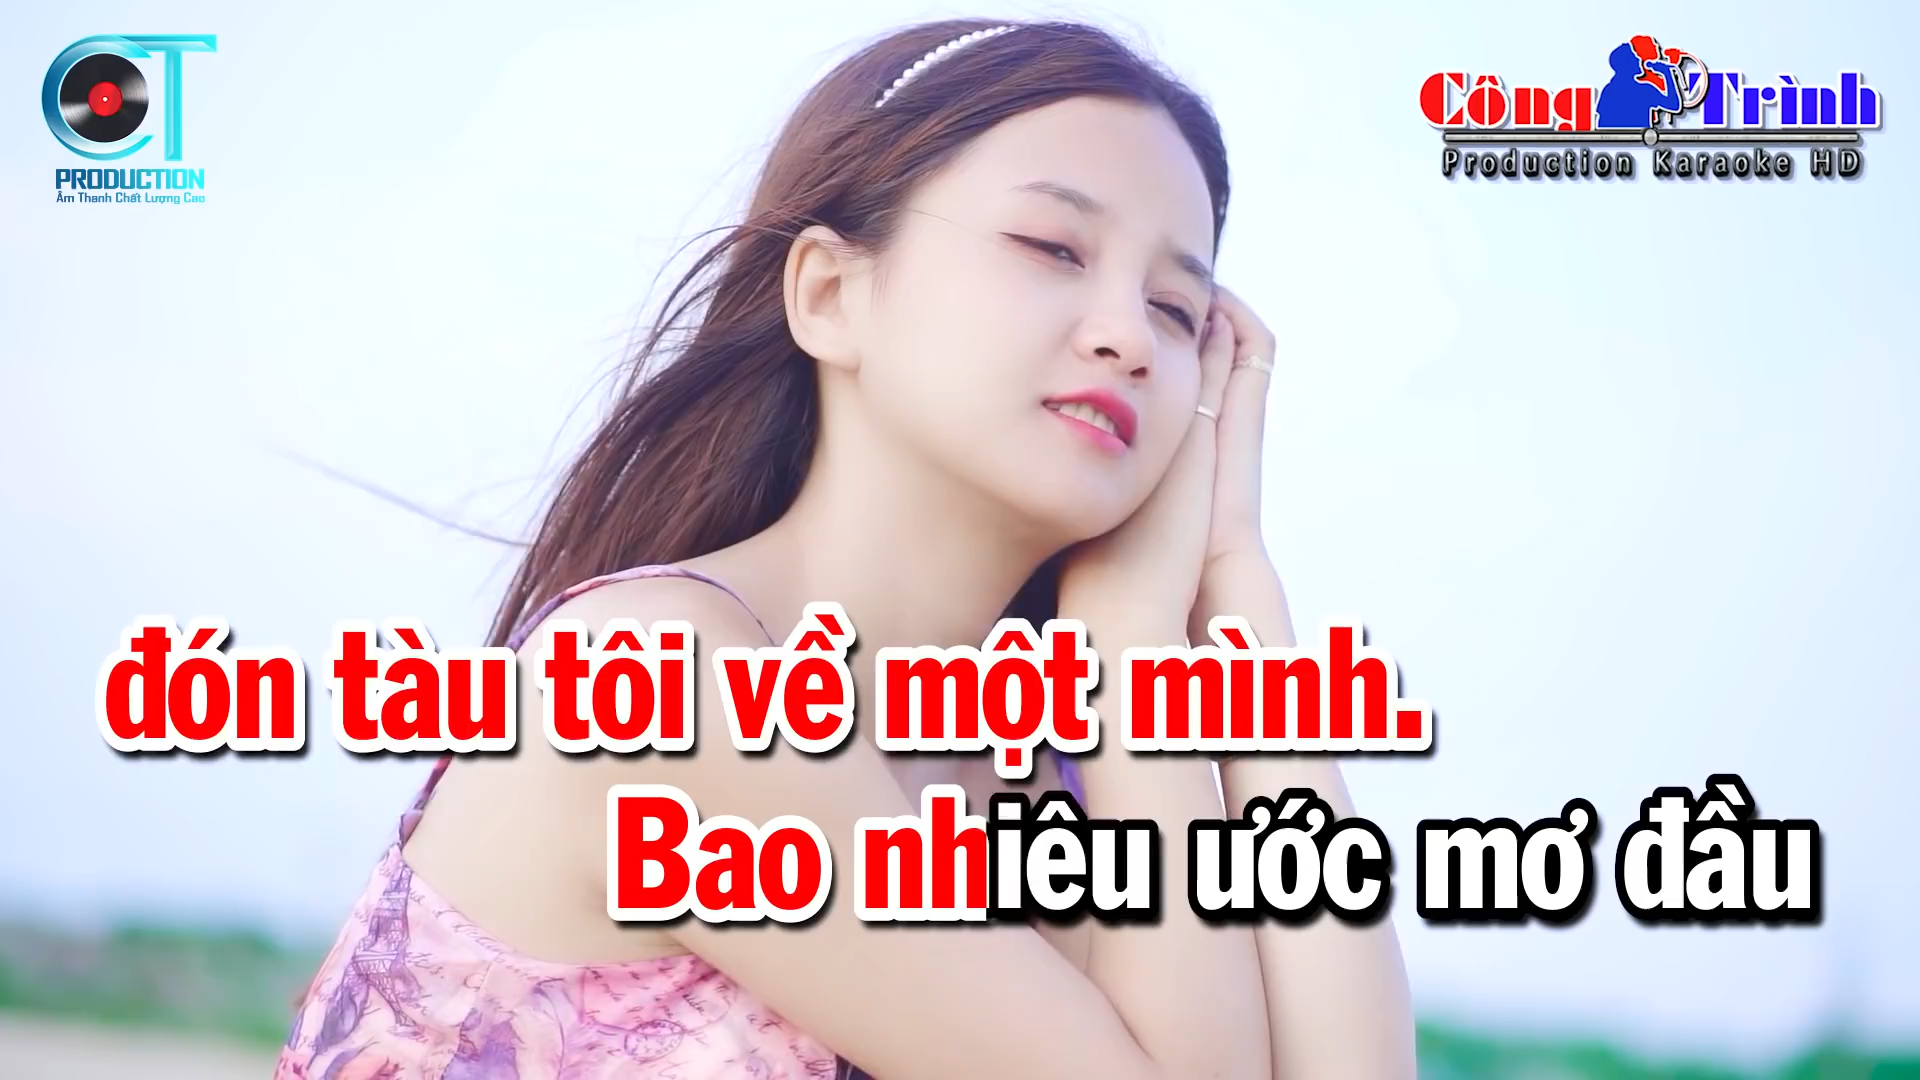 CT
PRODUCTION
Âm Thanh Chất Lượng Cao
Công Trình
Production Karaoke HD
đón tàu tôi về một mình.
Bao nhiêu ước mơ đầu